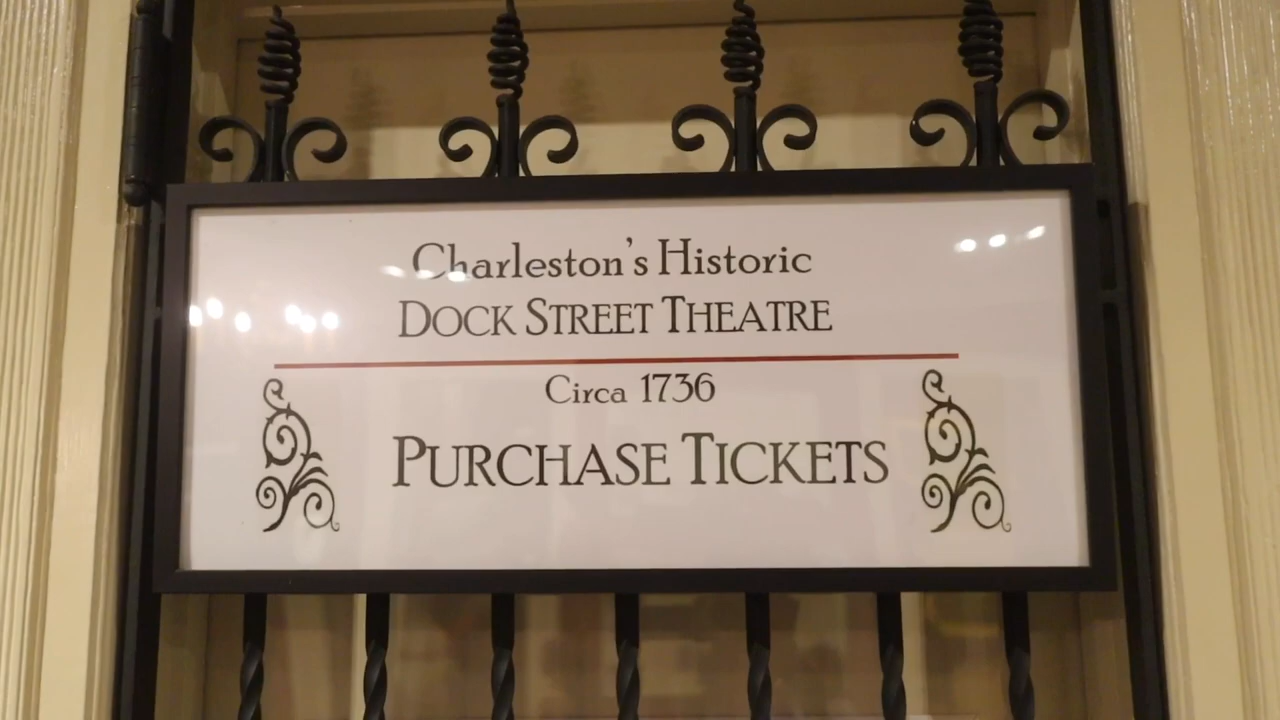 Charleston's Historic
DOCK STREET THEATRE
Circa 1736
PURCHASE TICKETS